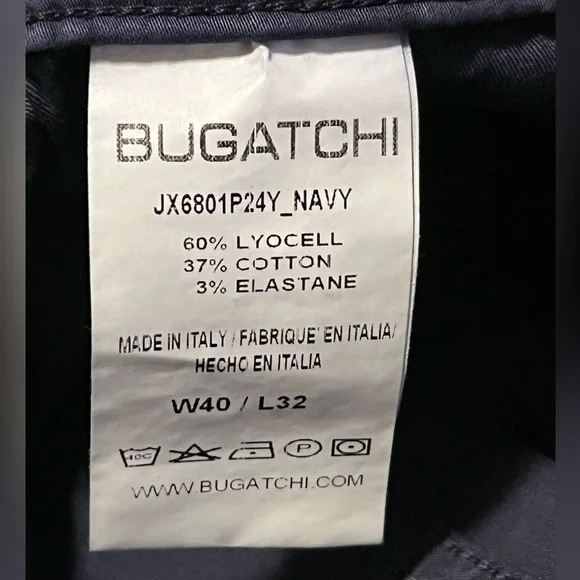 BUGATCHI
JX6801P24Y_NAVY
60% LYOCELL
37% COTTON
3% ELASTANE
MADE IN ITALY / FABRIQUE' EN ITALIA/
HECHO EN ITALIA
W40 / L32
40C P
WWW.BUGATCHI.COM